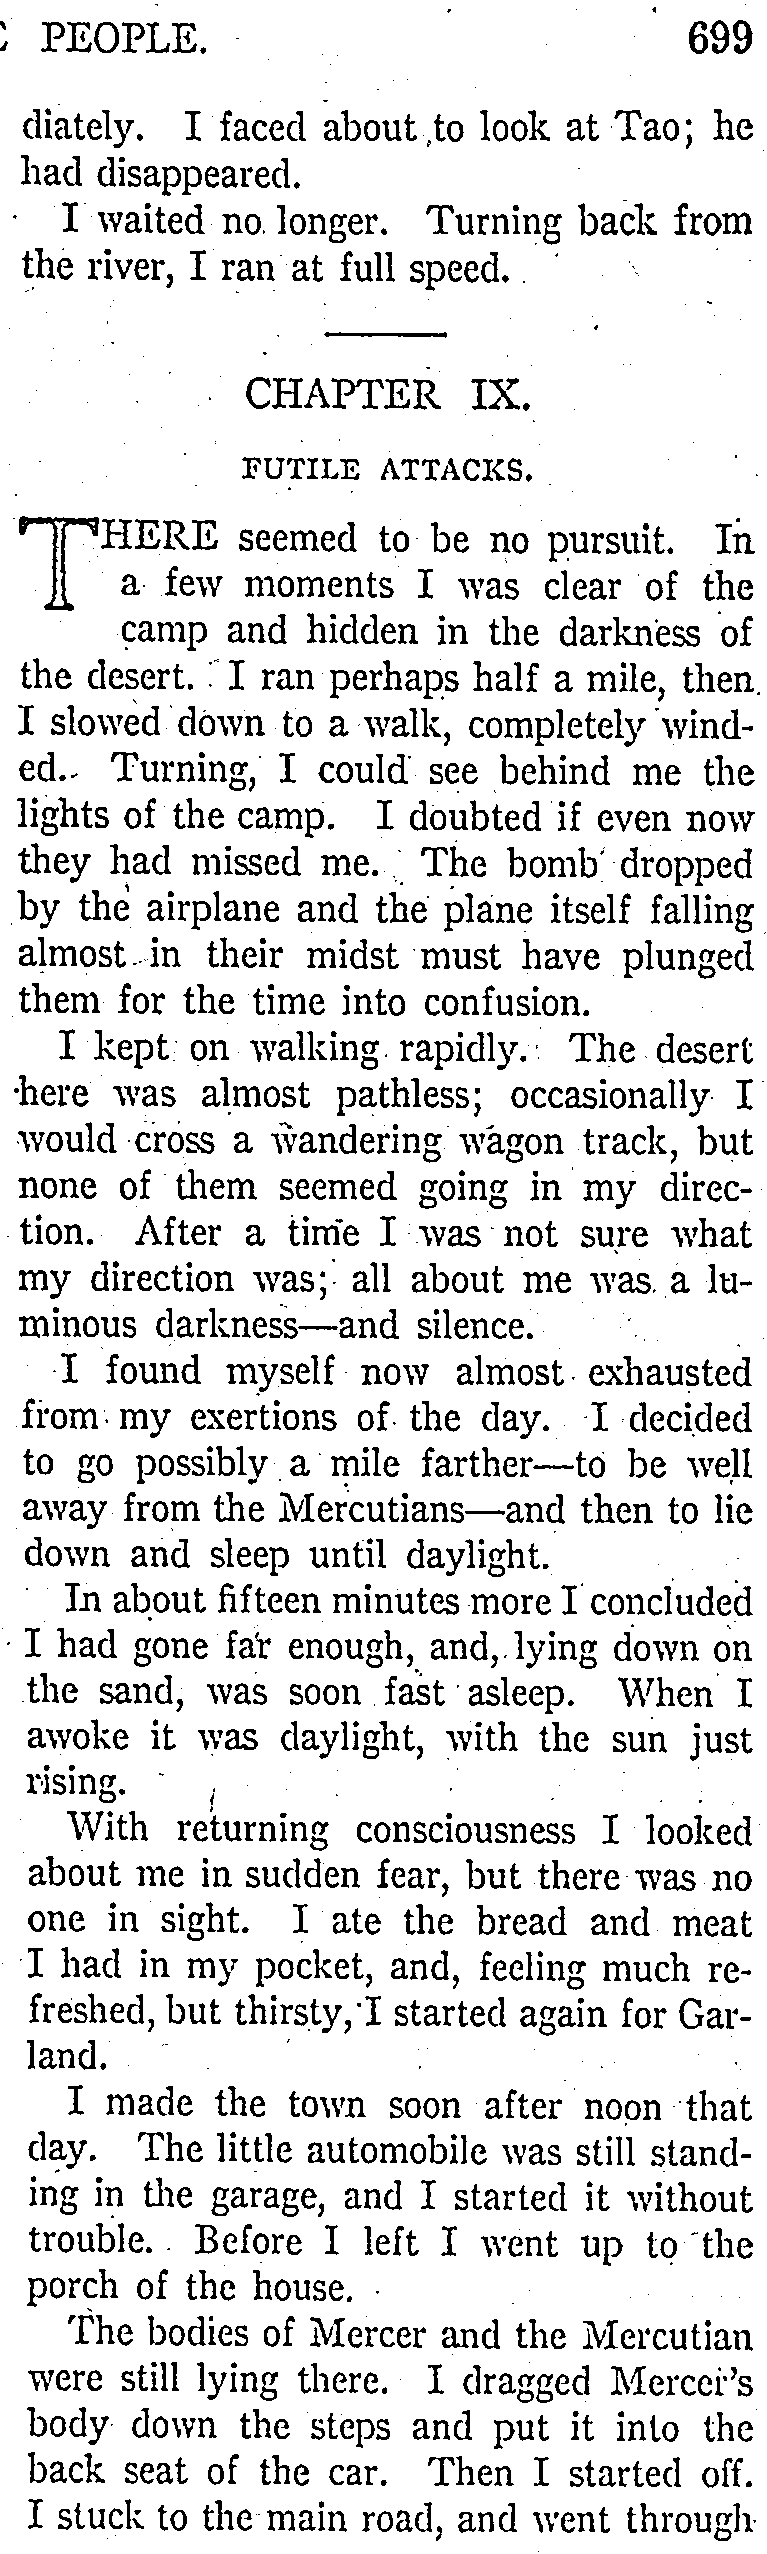 PEOPLE. 699
diately. I faced about to look at Tao; he
had disappeared.
I waited no longer. Turning back from
the river, I ran at full speed.
CHAPTER IX.
FUTILE ATTACKS.
THERE seemed to be no pursuit. In
a few moments I was clear of the
camp and hidden in the darkness of
the desert. I ran perhaps half a mile, then
I slowed down to a walk, completely wind-
ed. Turning, I could see behind me the
lights of the camp. I doubted if even now
they had missed me. The bomb dropped
by the airplane and the plane itself falling
almost in their midst must have plunged
them for the time into confusion.
I kept on walking rapidly. The desert
here was almost pathless; occasionally I
would cross a wandering wagon track, but
none of them seemed going in my direc-
tion. After a time I was not sure what
my direction was; all about me was a lu-
minous darkness—and silence.
I found myself now almost exhausted
from my exertions of the day. I decided
to go possibly a mile farther—to be well
away from the Mercutians—and then to lie
down and sleep until daylight.
In about fifteen minutes more I concluded
I had gone far enough, and, lying down on
the sand, was soon fast asleep. When I
awoke it was daylight, with the sun just
rising.
With returning consciousness I looked
about me in sudden fear, but there was no
one in sight. I ate the bread and meat
I had in my pocket, and, feeling much re-
freshed, but thirsty, I started again for Gar-
land.
I made the town soon after noon that
day. The little automobile was still stand-
ing in the garage, and I started it without
trouble. Before I left I went up to the
porch of the house.
The bodies of Mercer and the Mercutian
were still lying there. I dragged Mercer's
body down the steps and put it into the
back seat of the car. Then I started off.
I stuck to the main road, and went through